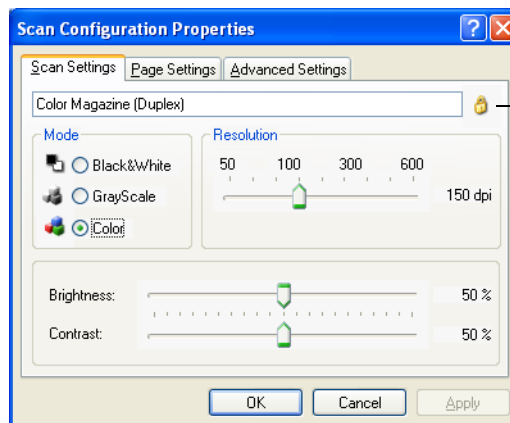 Scan Configuration Properties
Scan Settings Page Settings Advanced Settings
Color Magazine (Duplex)
Mode
Black&White
GrayScale
Color
Resolution
50 100 300 600
150 dpi
Brightness: 50 %
Contrast: 50 %
OK Cancel Apply